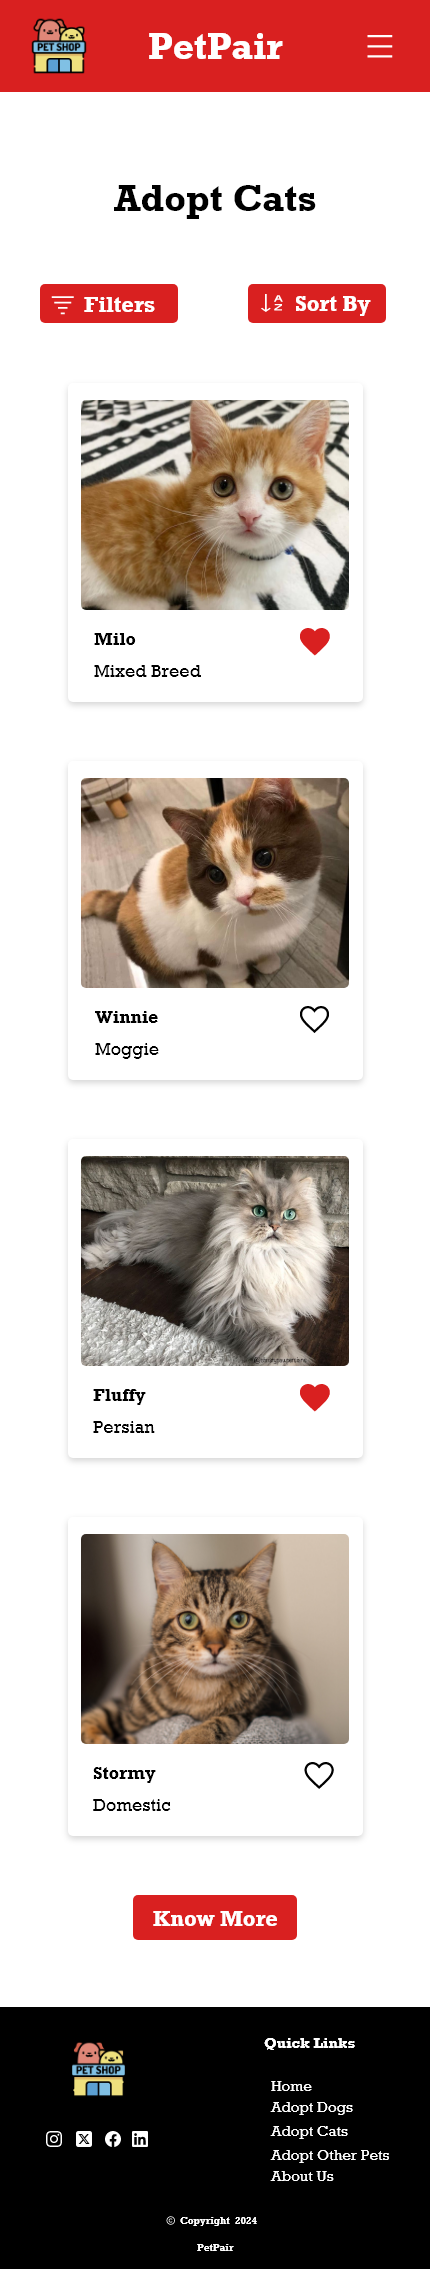 PET SHOP
PetPair
Adopt Cats
Filters
Sort By
Milo
Mixed Breed
Winnie
Moggie
Fluffy
Persian
Stormy
Domestic
Know More
PET SHOP
Quick Links
Home
Adopt Dogs
Adopt Cats
Adopt Other Pets
About Us
© Copyright 2024
PetPair